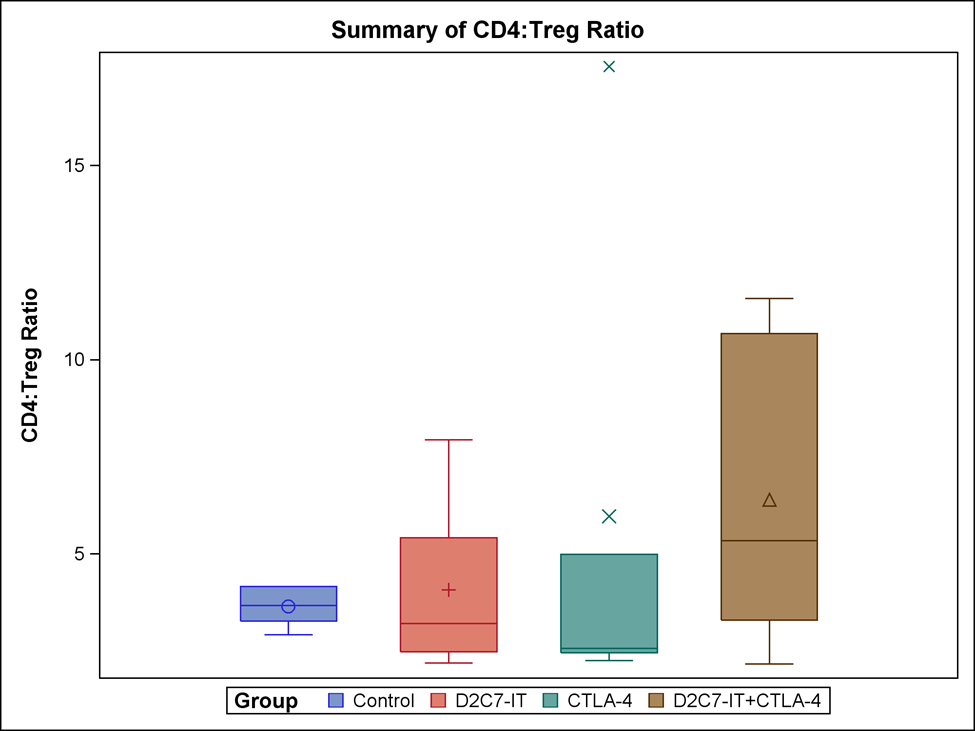 Summary of CD4:Treg Ratio
CD4:Treg Ratio
15
10
5
Group Control D2C7-IT CTLA-4 D2C7-IT+CTLA-4